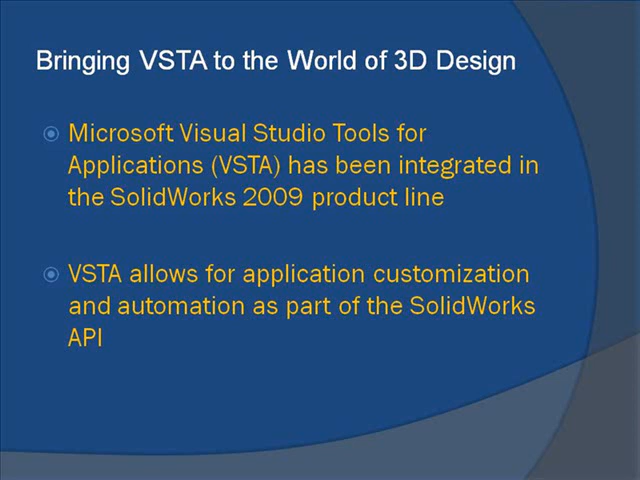 Bringing VSTA to the World of 3D Design
Microsoft Visual Studio Tools for
Applications (VSTA) has been integrated in
the SolidWorks 2009 product line
VSTA allows for application customization
and automation as part of the SolidWorks
API